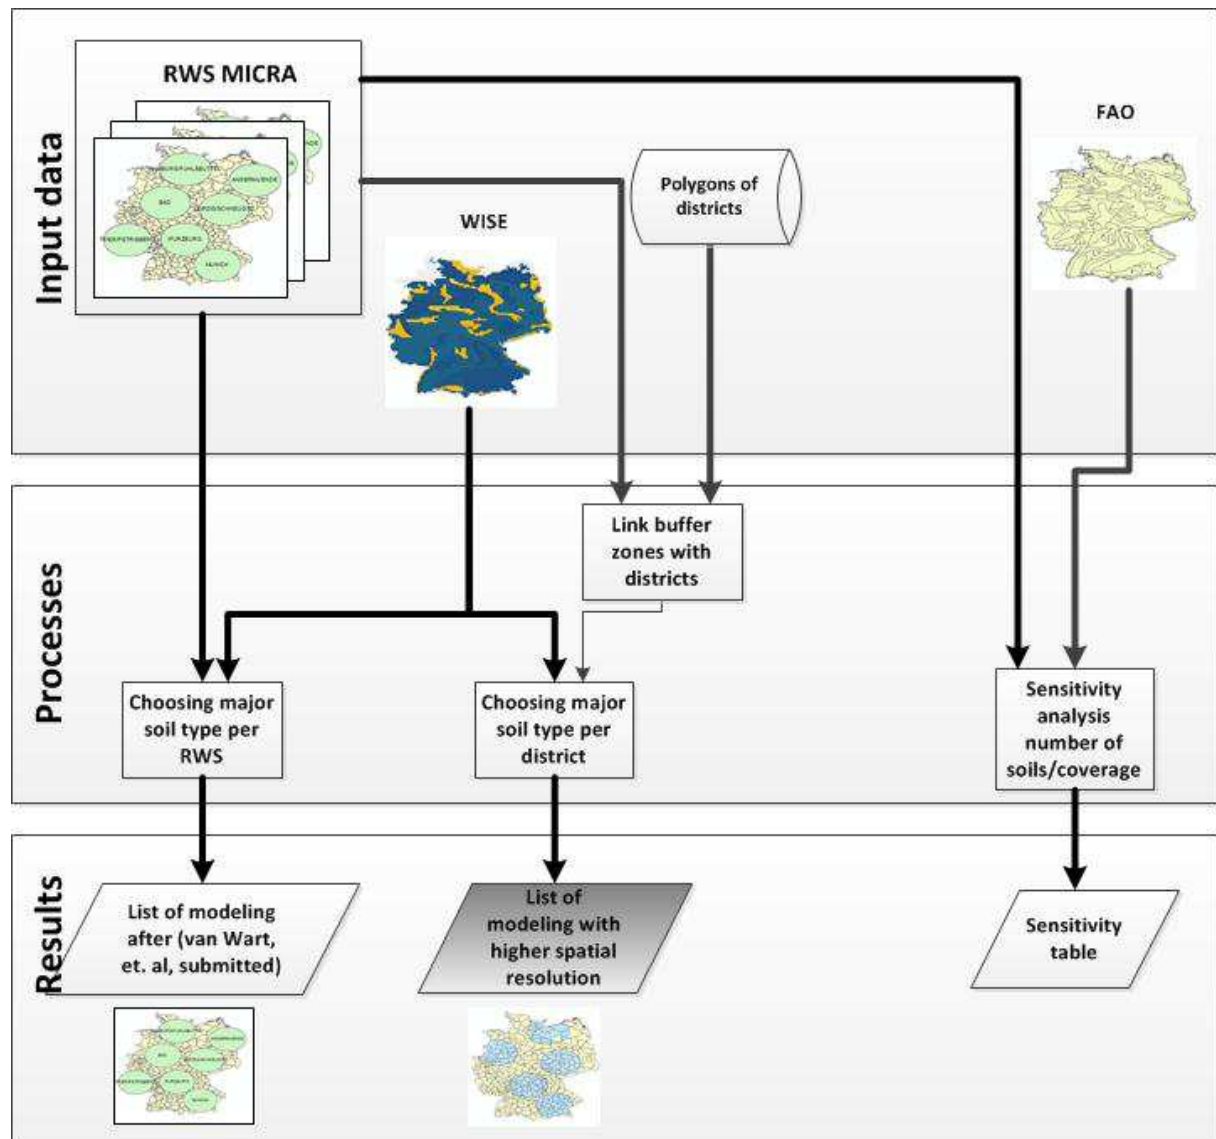 Input data
RWS MICRA
FAO
Polygons of
districts
WISE
Processes
Link buffer
zones with
districts
Choosing major
soil type per
RWS
Choosing major
soil type per
district
Sensitivity
analysis
number of
soils/coverage
Results
List of modeling
after (van Wart,
et. al, submitted)
List of
modeling with
higher spatial
resolution
Sensitivity
table